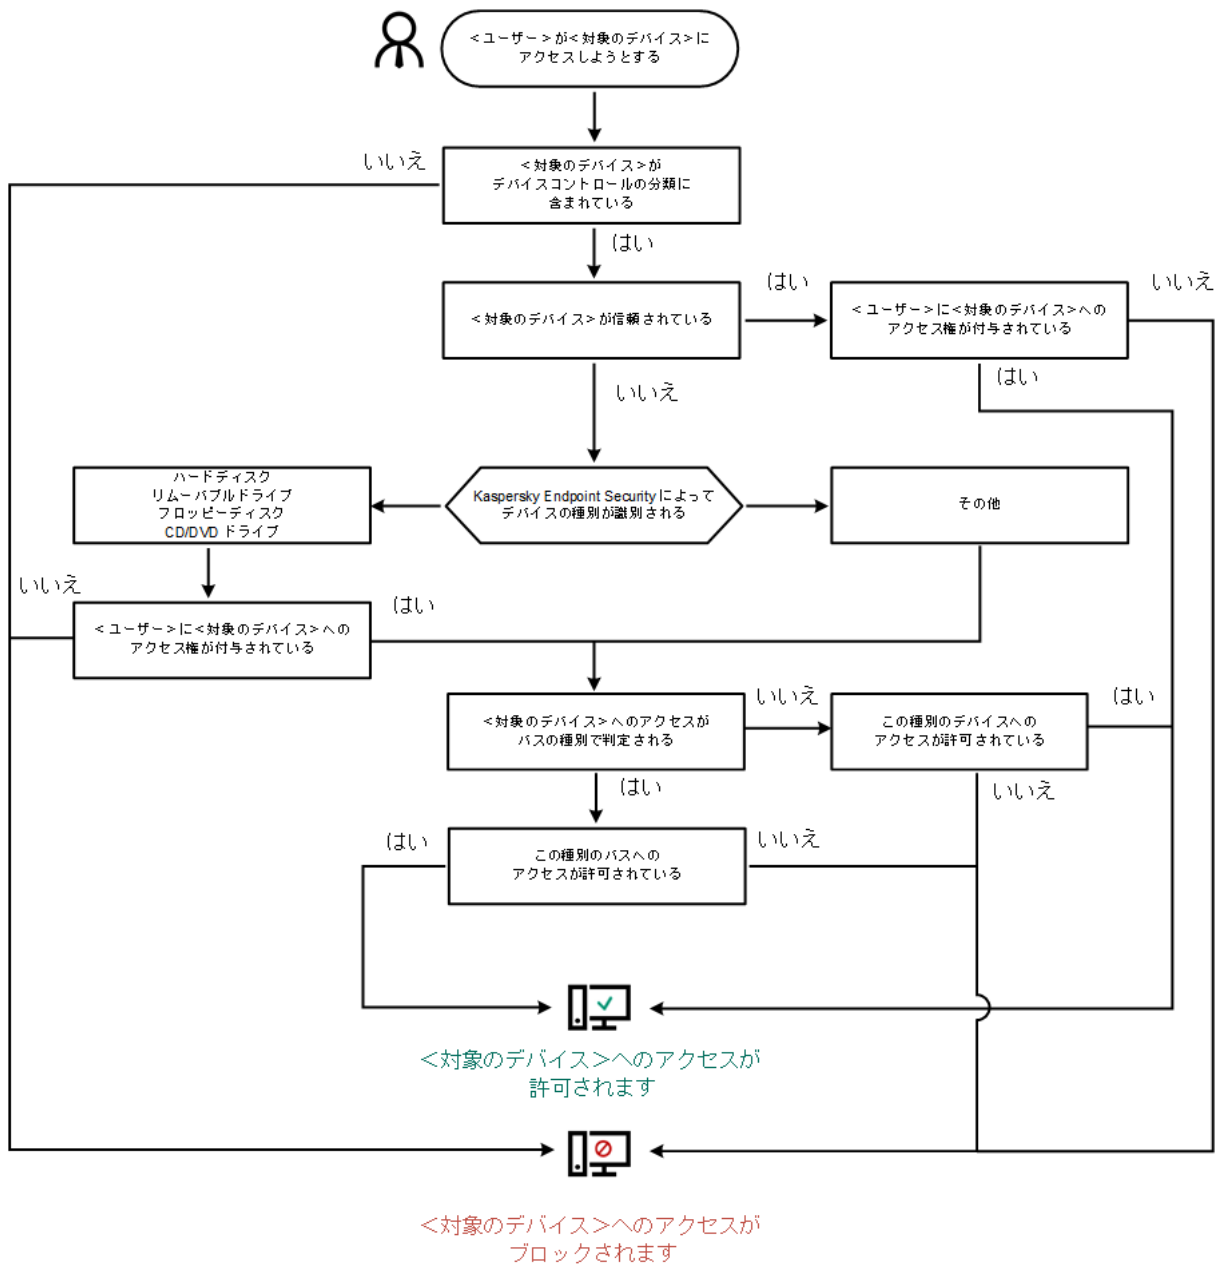 <ユーザー>が<対象のデバイス>に
アクセスしようとする
いいえ
<対象のデバイス>が
デバイスコントロールの分類に
含まれている
はい
<対象のデバイス>が信頼されている
はい
<ユーザー>に<対象のデバイス>への
アクセス権が付与されている
いいえ
はい
いいえ
ハードディスク
リムーバブルドライブ
フロッピーディスク
CD/DVD ドライブ
Kaspersky Endpoint Securityによって
デバイスの種別が識別される
その他
いいえ
<ユーザー>に<対象のデバイス>への
アクセス権が付与されている
はい
<対象のデバイス>へのアクセスが
バスの種別で判定される
いいえ
この種別のデバイスへの
アクセスが許可されている
はい
はい
いいえ
はい
この種別のバスへの
アクセスが許可されている
いいえ
<対象のデバイス>へのアクセスが
許可されます
<対象のデバイス>へのアクセスが
ブロックされます